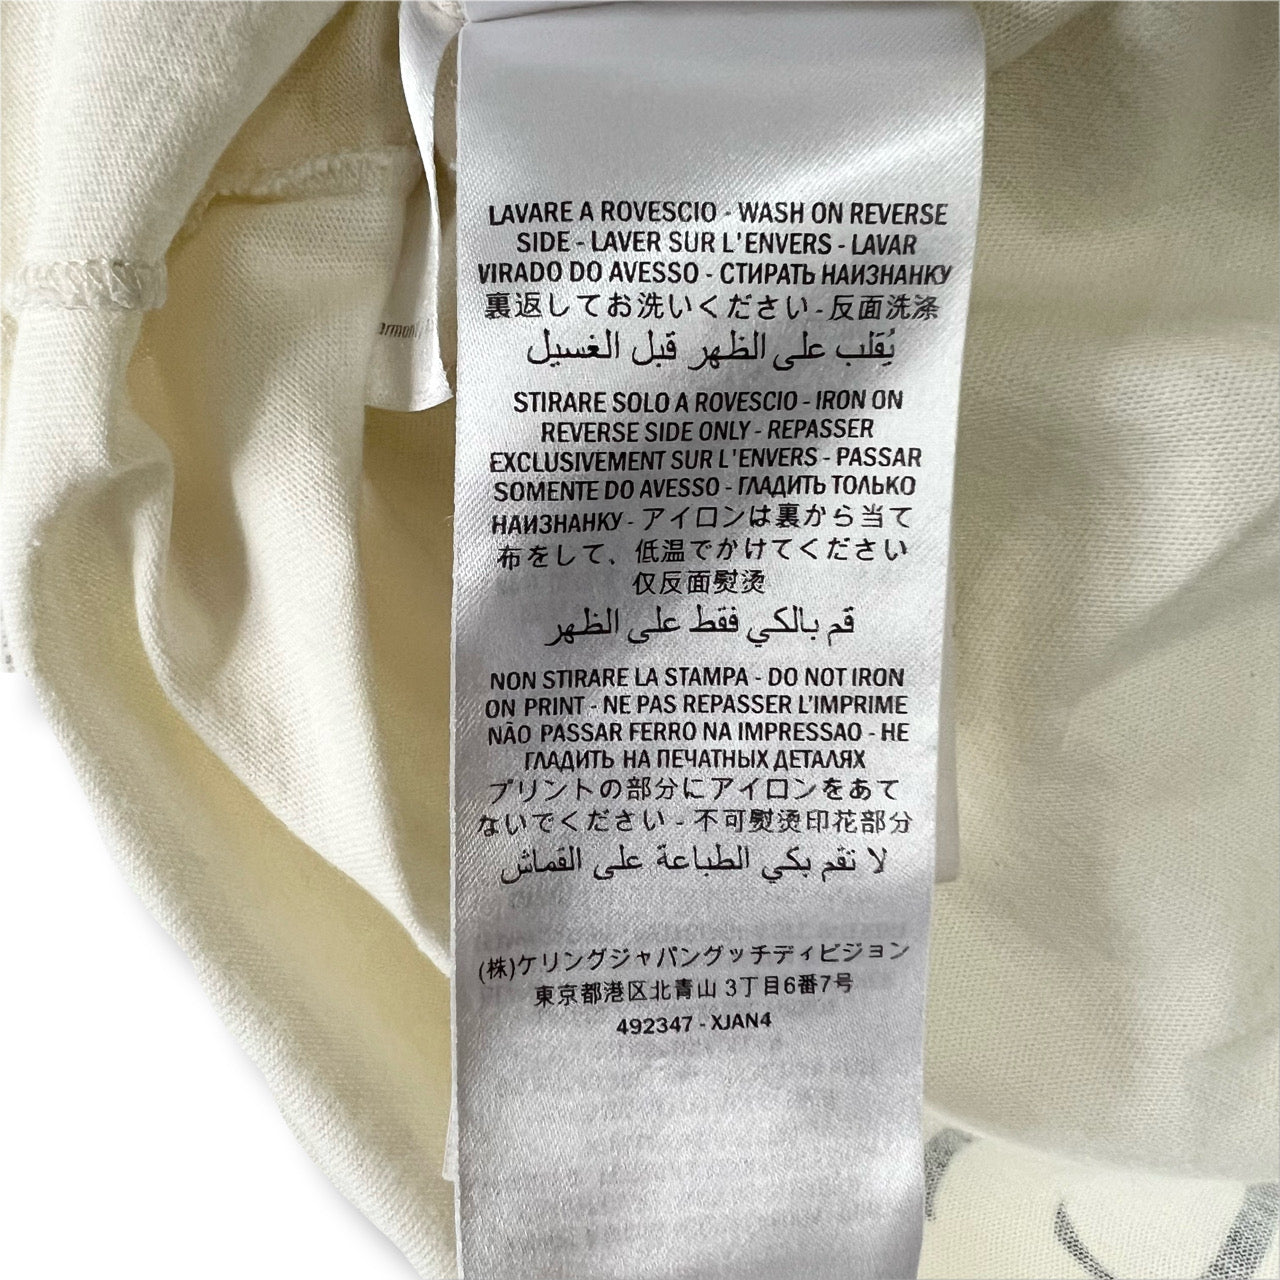 LAVARE A ROVESCIO - WASH ON REVERSE
SIDE - LAVER SUR L'ENVERS - LAVAR
VIRADO DO AVESSO - СТИРАТЬ НАИЗНАНКУ
裏返してお洗いください - 反面洗涤
يُقلب على الظهر قبل الغسيل
STIRARE SOLO A ROVESCIO - IRON ON
REVERSE SIDE ONLY - REPASSER
EXCLUSIVEMENT SUR L'ENVERS - PASSAR
SOMENTE DO AVESSO - ГЛАДИТЬ ТОЛЬКО
НАИЗНАНКУ - アイロンは裏から当て
布をして、低温でかけてください
仅反面熨烫
قم بالكي فقط على الظهر
NON STIRARE LA STAMPA - DO NOT IRON
ON PRINT - NE PAS REPASSER L'IMPRIME
NÃO PASSAR FERRO NA IMPRESSAO - НЕ
ГЛАДИТЬ НА ПЕЧАТНЫХ ДЕТАЛЯХ
プリントの部分にアイロンをあて
ないでください - 不可熨烫印花部分
لا تقم بكي الطباعة على القماش
(株)ケリングジャパングッチディビジョン
東京都港区北青山 3丁目6番7号
492347 - XJAN4